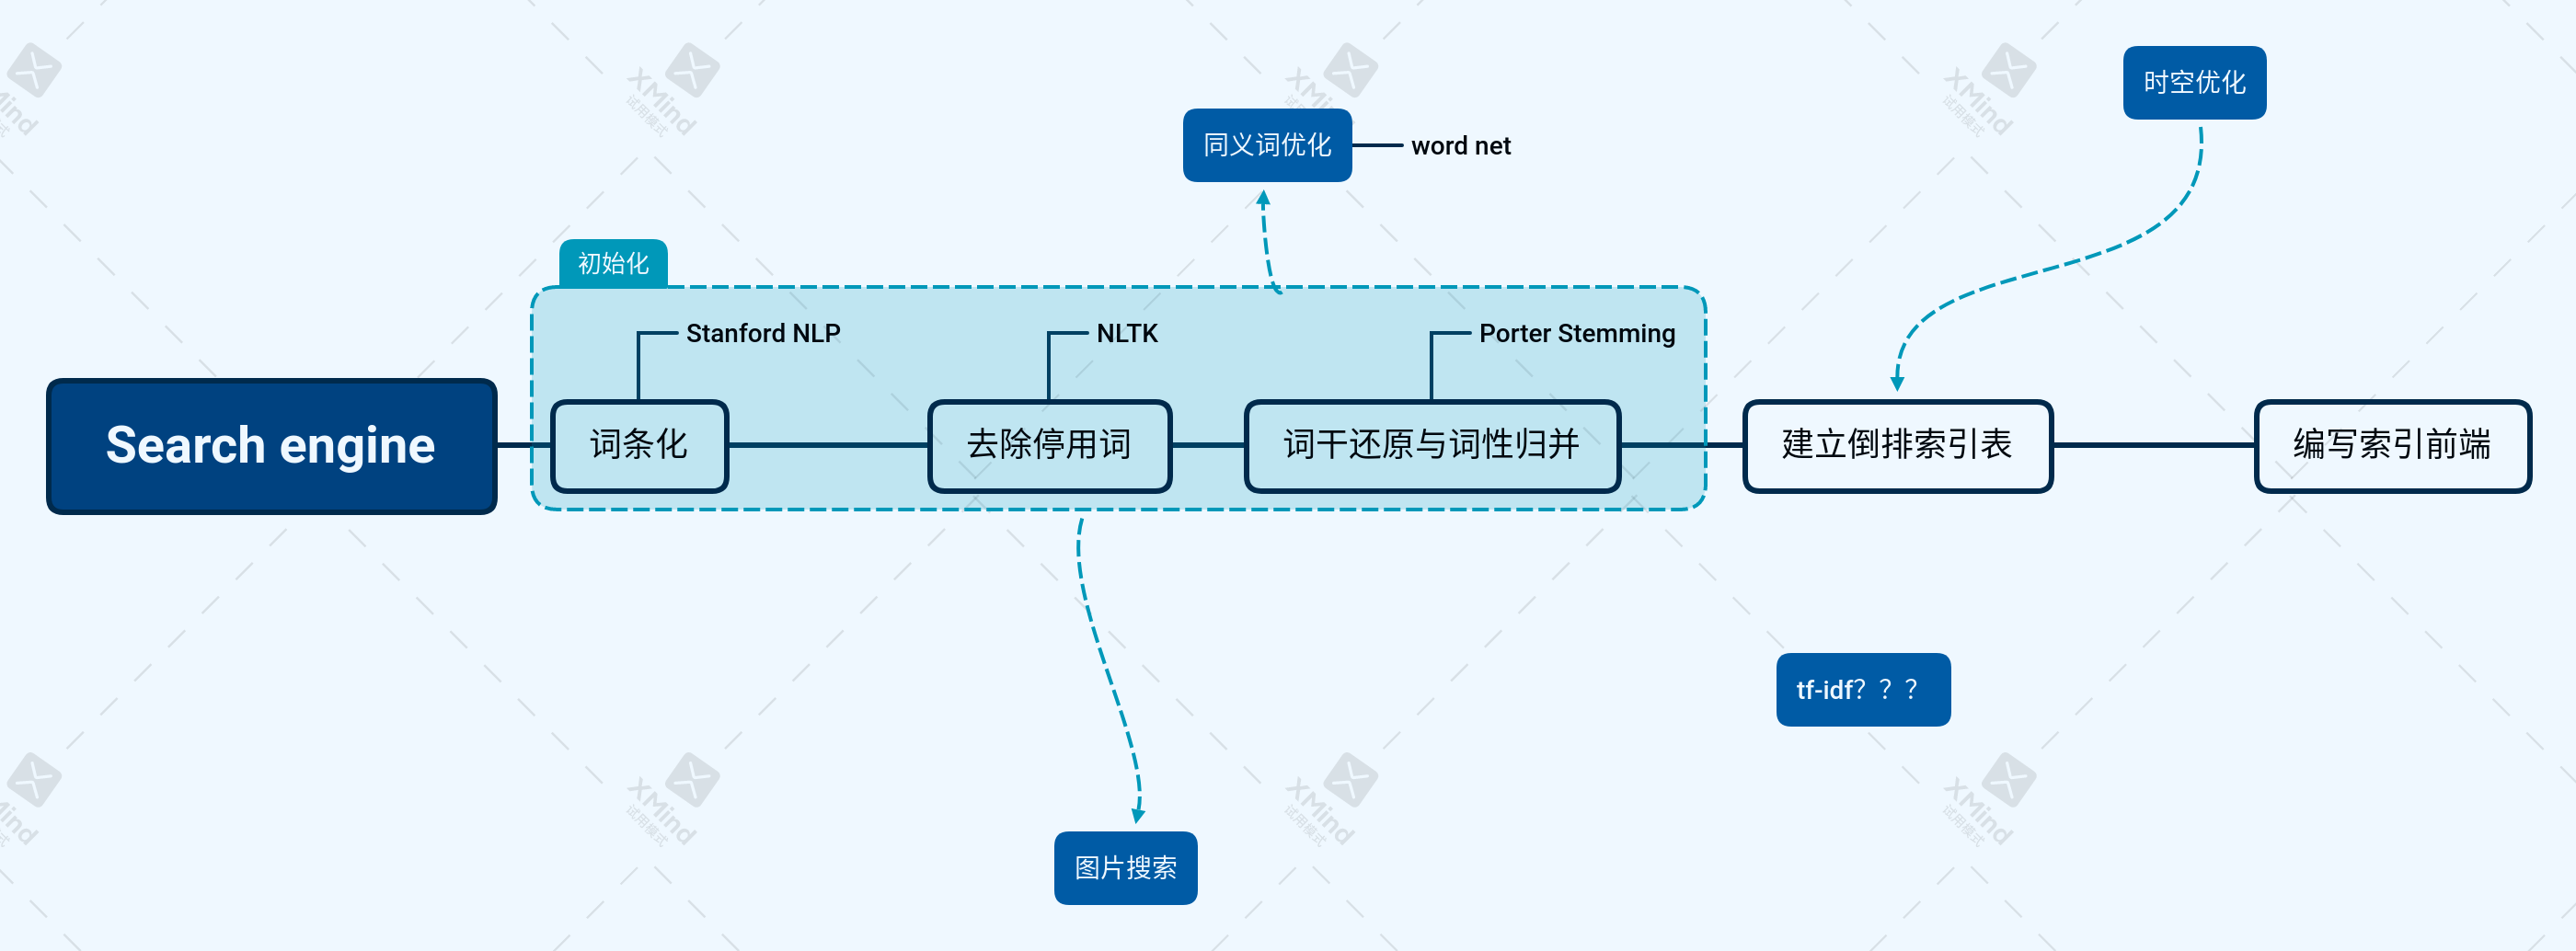 时空优化
同义词优化
word net
初始化
Stanford NLP
NLTK
Porter Stemming
Search engine
词条化
去除停用词
词干还原与词性归并
建立倒排索引表
编写索引前端
tf-idf？？？
图片搜索
XMind
试用模式